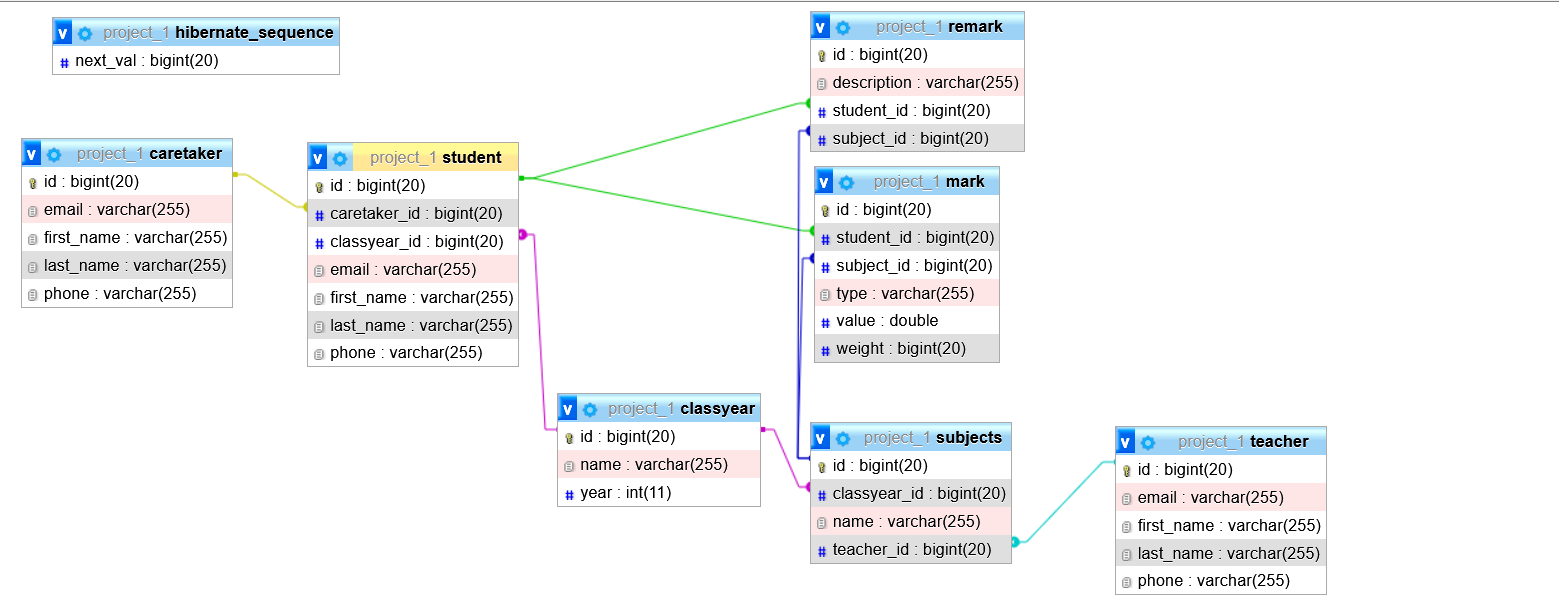 v project_1 hibernate_sequence
# next_val : bigint(20)
v project_1 caretaker
id : bigint(20)
email : varchar(255)
first_name : varchar(255)
last_name : varchar(255)
phone : varchar(255)
v project_1 student
id : bigint(20)
# caretaker_id : bigint(20)
# classyear_id : bigint(20)
email : varchar(255)
first_name : varchar(255)
last_name : varchar(255)
phone : varchar(255)
v project_1 remark
id : bigint(20)
description : varchar(255)
# student_id : bigint(20)
# subject_id : bigint(20)
v project_1 mark
id : bigint(20)
# student_id : bigint(20)
# subject_id : bigint(20)
type : varchar(255)
# value : double
# weight : bigint(20)
v project_1 classyear
id : bigint(20)
name : varchar(255)
# year : int(11)
v project_1 subjects
id : bigint(20)
# classyear_id : bigint(20)
name : varchar(255)
# teacher_id : bigint(20)
v project_1 teacher
id : bigint(20)
email : varchar(255)
first_name : varchar(255)
last_name : varchar(255)
phone : varchar(255)